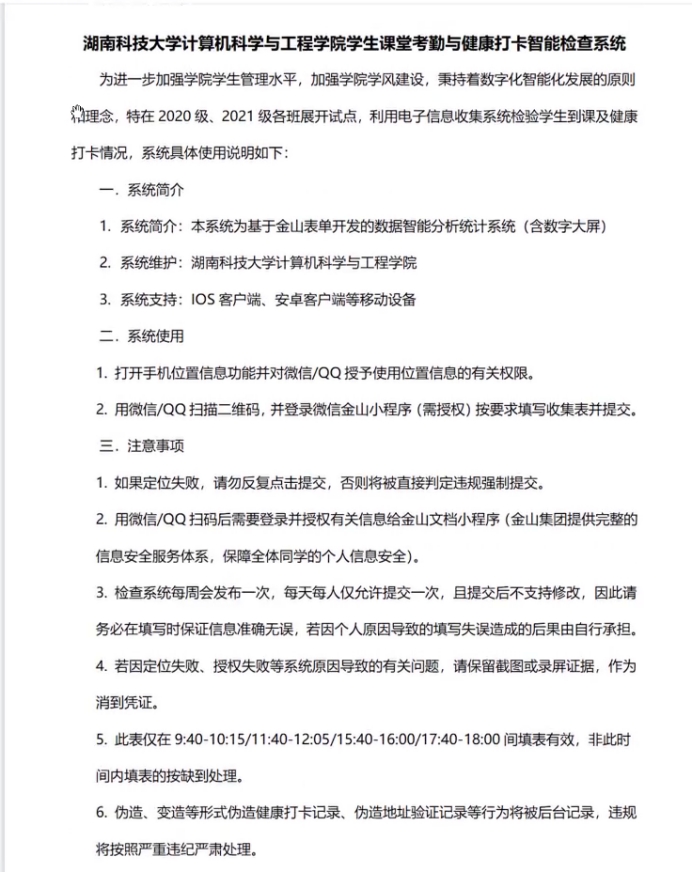 湖南科技大学计算机科学与工程学院学生课堂考勤与健康打卡智能检查系统
为进一步加强学院学生管理水平，加强学院学风建设，秉持着数字化智能化发展的原则
和理念，特在 2020 级、2021 级各班展开试点，利用电子信息收集系统检验学生到课及健康
打卡情况，系统具体使用说明如下：
一．系统简介
1. 系统简介：本系统为基于金山表单开发的数据智能分析统计系统（含数字大屏）
2. 系统维护：湖南科技大学计算机科学与工程学院
3. 系统支持：IOS 客户端、安卓客户端等移动设备
二．系统使用
1. 打开手机位置信息功能并对微信/QQ 授予使用位置信息的有关权限。
2. 用微信/QQ 扫描二维码，并登录微信金山小程序（需授权）按要求填写收集表并提交。
三．注意事项
1. 如果定位失败，请勿反复点击提交，否则将被直接判定违规强制提交。
2. 用微信/QQ 扫码后需要登录并授权有关信息给金山文档小程序（金山集团提供完整的
信息安全服务体系，保障全体同学的个人信息安全）。
3. 检查系统每周会发布一次，每天每人仅允许提交一次，且提交后不支持修改，因此请
务必在填写时保证信息准确无误，若因个人原因导致的填写失误造成的后果由自行承担。
4. 若因定位失败、授权失败等系统原因导致的有关问题，请保留截图或录屏证据，作为
消到凭证。
5. 此表仅在 9:40-10:15/11:40-12:05/15:40-16:00/17:40-18:00 间填表有效，非此时
间内填表的按缺到处理。
6. 伪造、变造等形式伪造健康打卡记录、伪造地址验证记录等行为将被后台记录，违规
将按照严重违纪严肃处理。